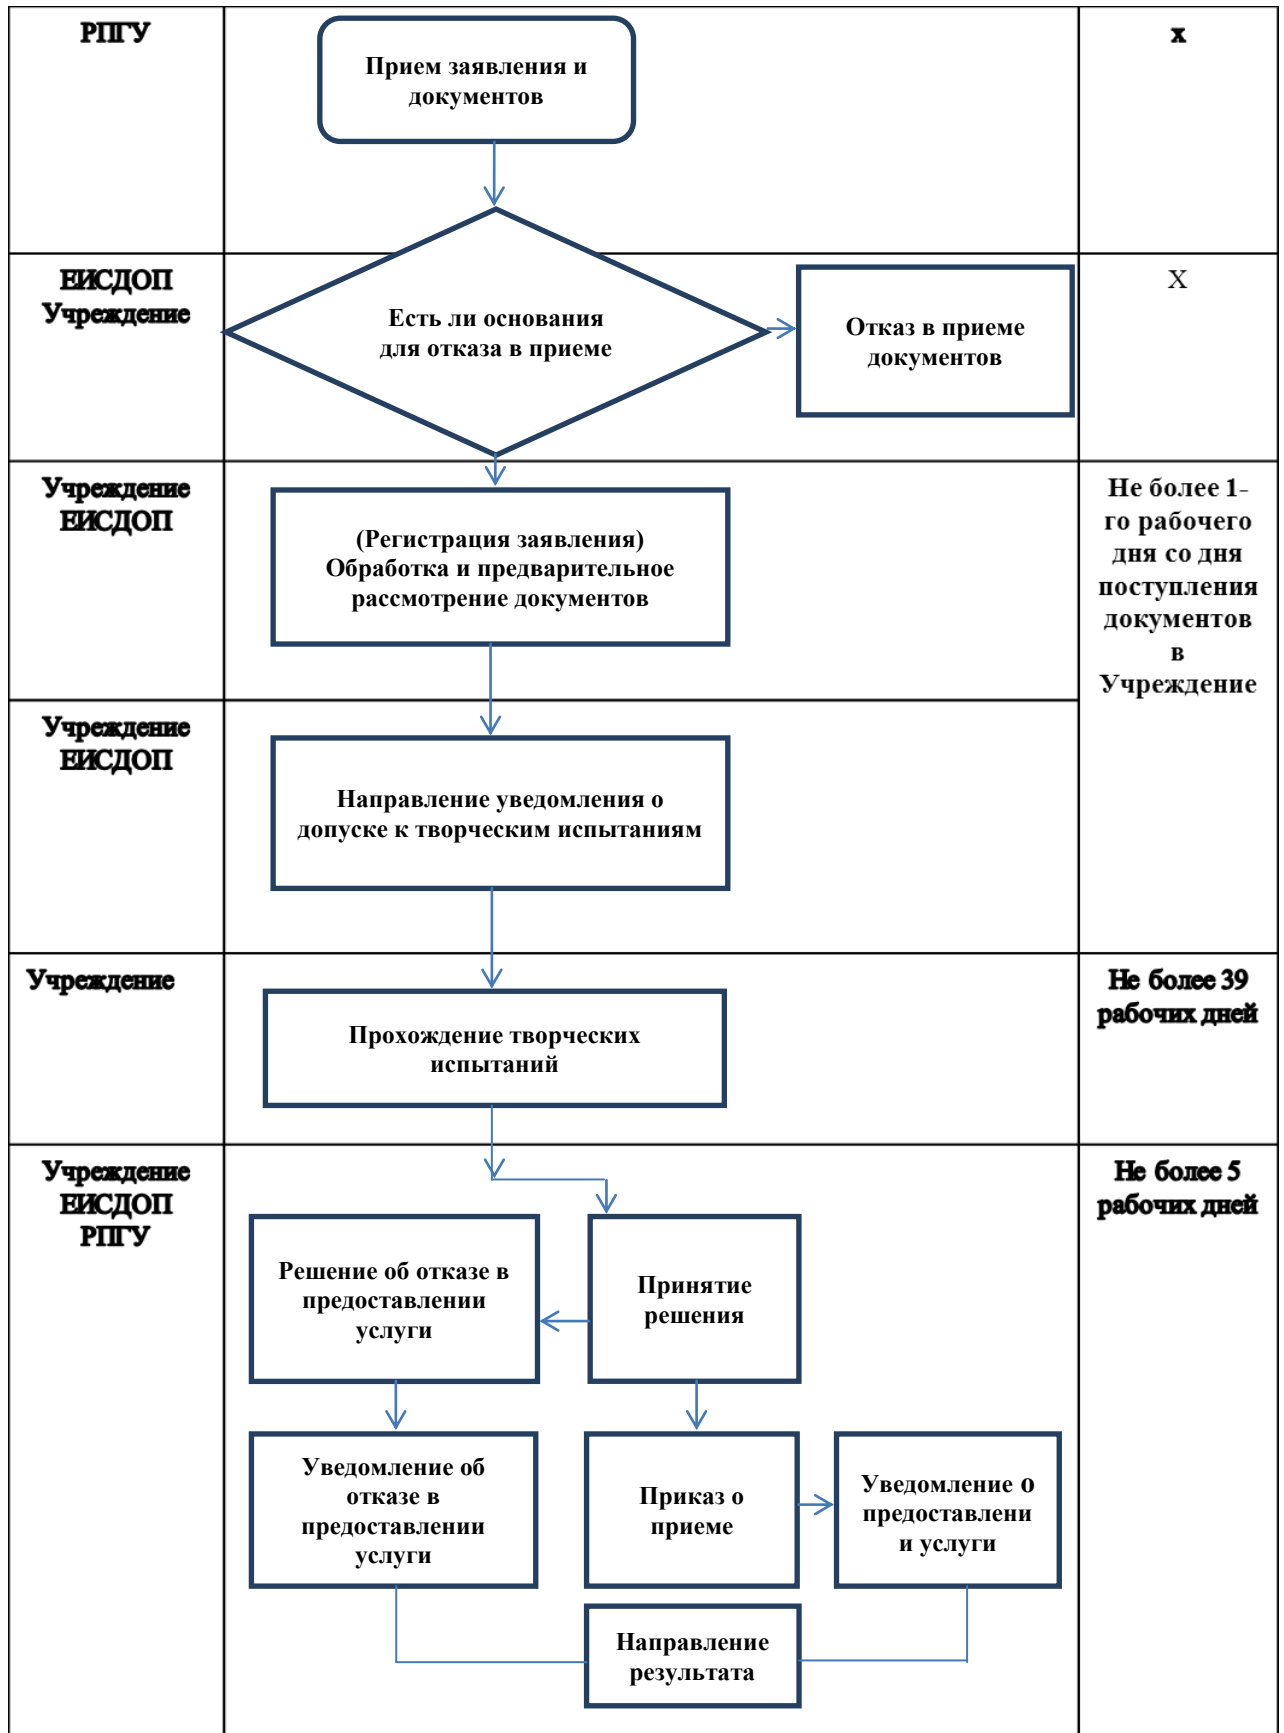 РПГУ
Прием заявления и
документов
x
ЕИСДОП
Учреждение
Есть ли основания
для отказа в приеме
Отказ в приеме
документов
X
Учреждение
ЕИСДОП
(Регистрация заявления)
Обработка и предварительное
рассмотрение документов
Не более 1-
го рабочего
дня со дня
поступления
документов
в
Учреждение
Учреждение
ЕИСДОП
Направление уведомления о
допуске к творческим испытаниям
Учреждение
Прохождение творческих
испытаний
Не более 39
рабочих дней
Учреждение
ЕИСДОП
РПГУ
Решение об отказе в
предоставлении
услуги
Принятие
решения
Не более 5
рабочих дней
Уведомление об
отказе в
предоставлении
услуги
Приказ о
приеме
Уведомление о
предоставлени
и услуги
Направление
результата